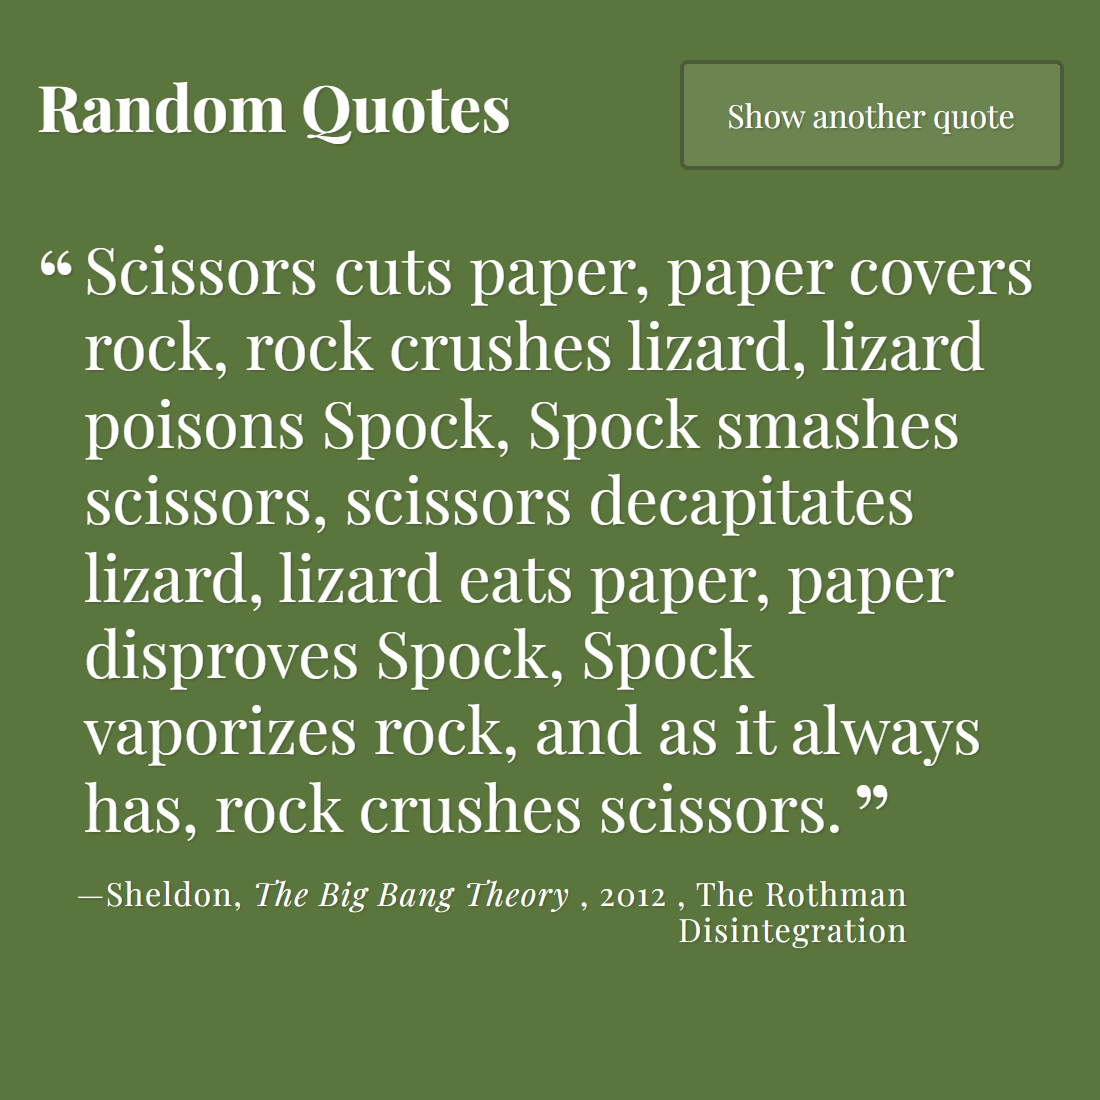 Random Quotes
Show another quote
“ Scissors cuts paper, paper covers
rock, rock crushes lizard, lizard
poisons Spock, Spock smashes
scissors, scissors decapitates
lizard, lizard eats paper, paper
disproves Spock, Spock
vaporizes rock, and as it always
has, rock crushes scissors. ”
—Sheldon, The Big Bang Theory , 2012 , The Rothman
Disintegration